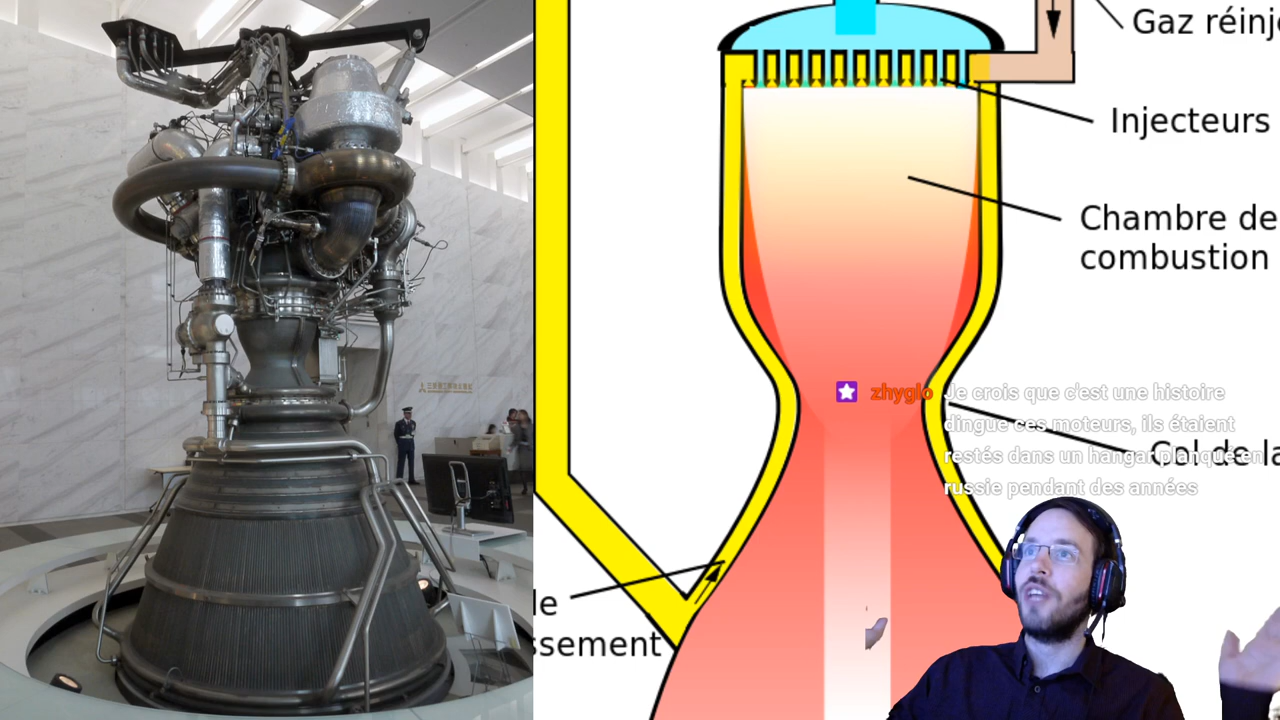 Gaz réinj
Injecteurs
Chambre de
combustion
zhyglo Je crois que c'est une histoire
dingue ces moteurs, ils étaient
restés dans un hangar planqué en
russie pendant des années
Col de la
le
ssement